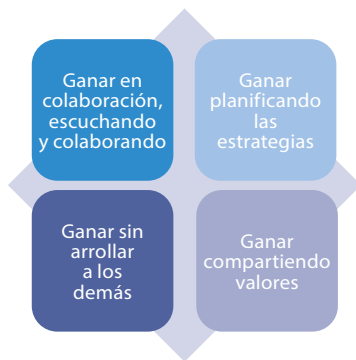 Ganar en
colaboración,
escuchando
y colaborando
Ganar
planificando
las
estrategias
Ganar sin
arrollar
a los
demás
Ganar
compartiendo
valores